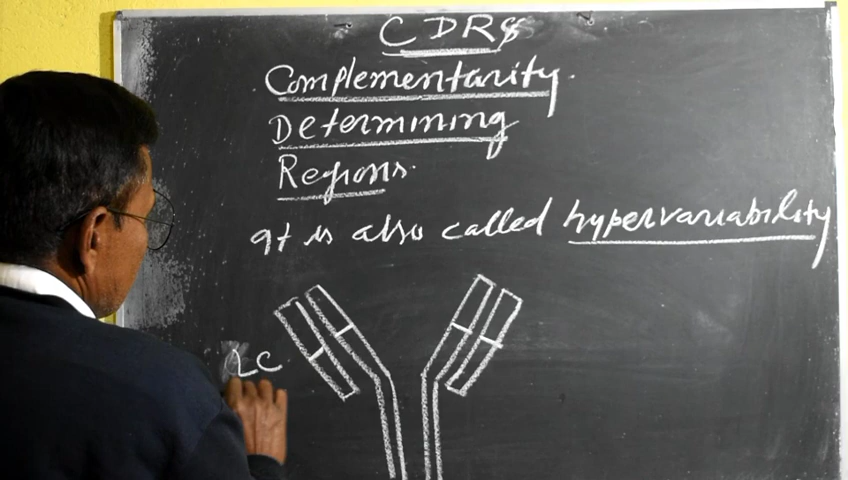 CDRs
Complementarity.
Determining
Regions.
It is also called hypervariability
LC